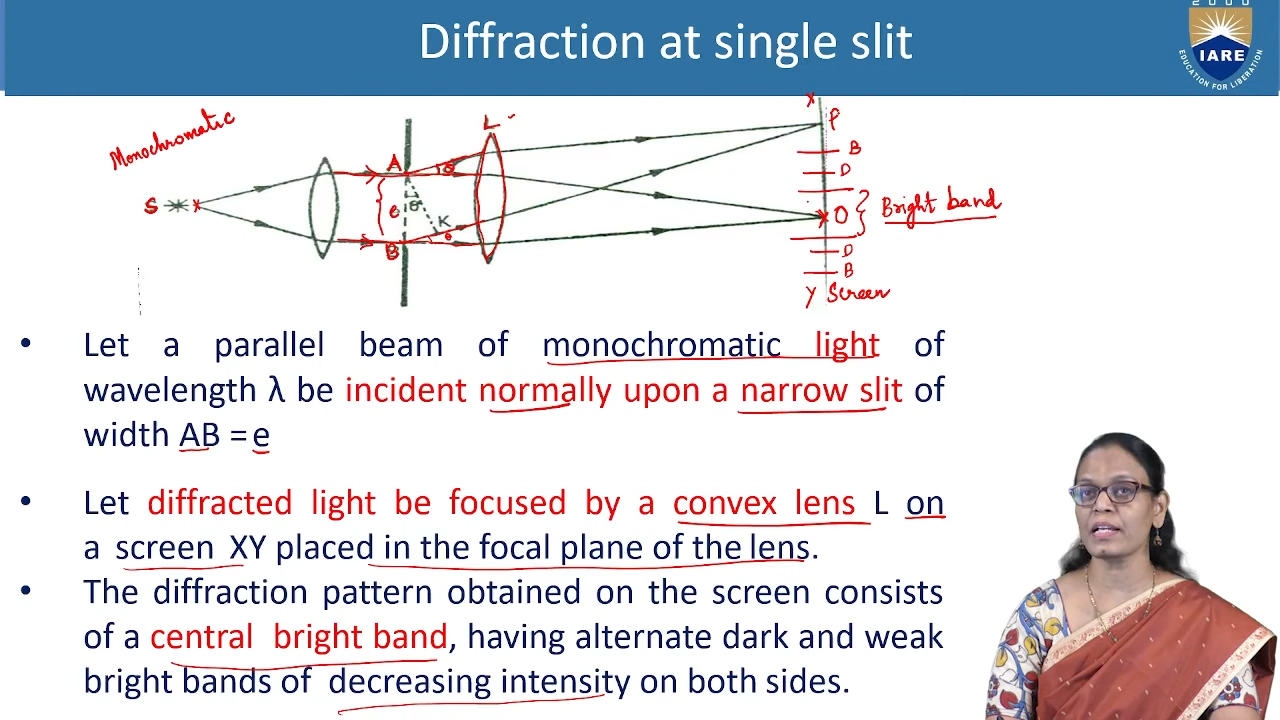 Diffraction at single slit
2000
IARE
EDUCATION FOR LIBERATION
Monochromatic
S
A
B
e
θ
K
θ
θ
L
X
P
B
D
O
Bright band
D
B
Y Screen
• Let a parallel beam of monochromatic light of
wavelength λ be incident normally upon a narrow slit of
width AB = e
• Let diffracted light be focused by a convex lens L on
a screen XY placed in the focal plane of the lens.
• The diffraction pattern obtained on the screen consists
of a central bright band, having alternate dark and weak
bright bands of decreasing intensity on both sides.